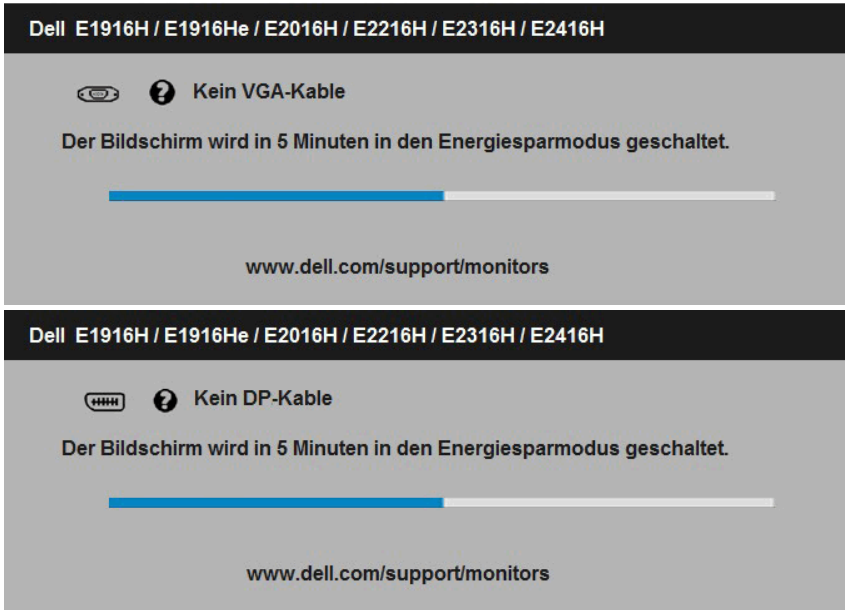 Dell E1916H / E1916He / E2016H / E2216H / E2316H / E2416H
Kein VGA-Kable
Der Bildschirm wird in 5 Minuten in den Energiesparmodus geschaltet.
www.dell.com/support/monitors
Dell E1916H / E1916He / E2016H / E2216H / E2316H / E2416H
Kein DP-Kable
Der Bildschirm wird in 5 Minuten in den Energiesparmodus geschaltet.
www.dell.com/support/monitors